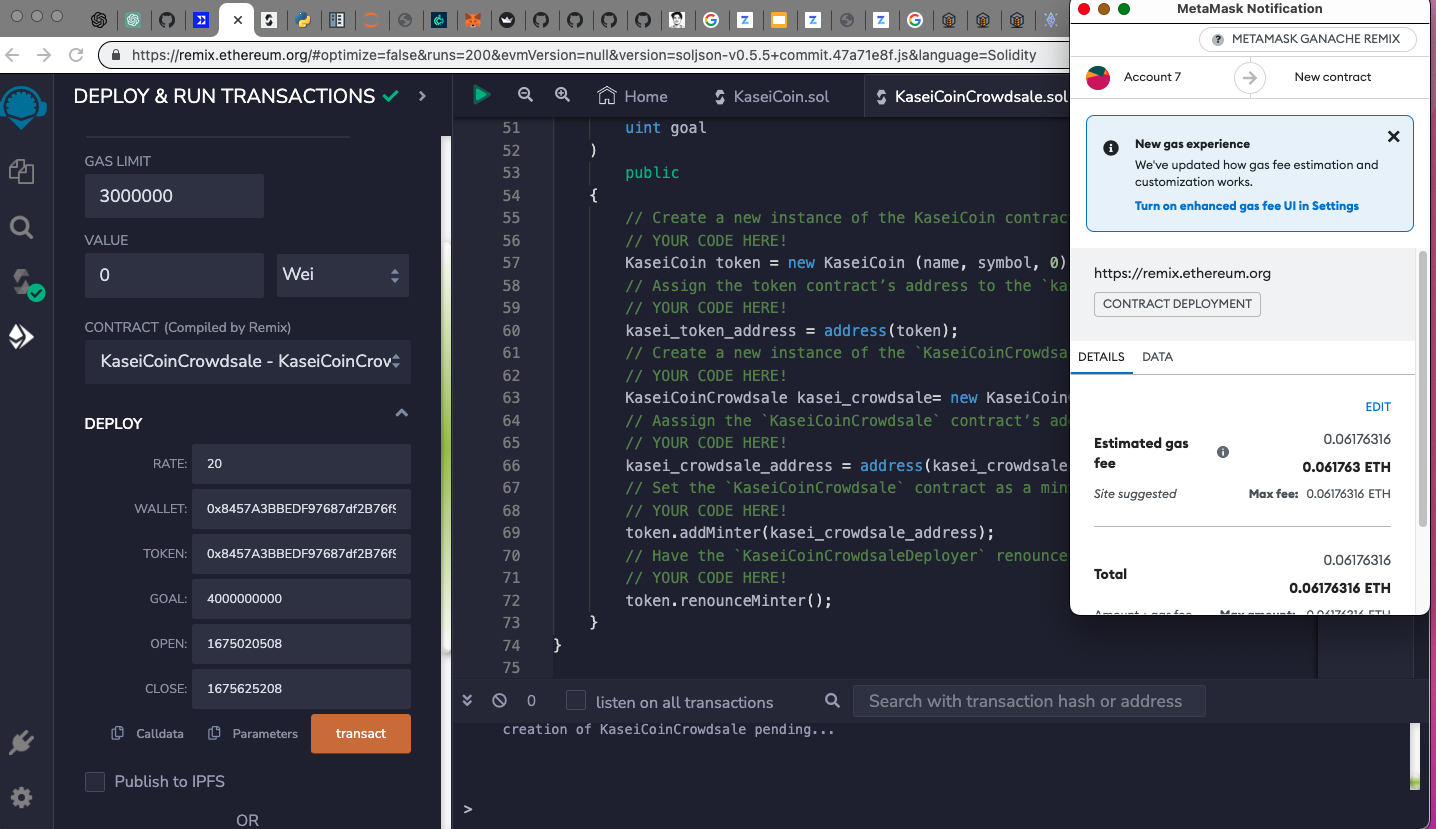 https://remix.ethereum.org/#optimize=false&runs=200&evmVersion=null&version=soljson-v0.5.5+commit.47a71e8f.js&language=Solidity
DEPLOY & RUN TRANSACTIONS
GAS LIMIT
3000000
VALUE
0
Wei
CONTRACT (Compiled by Remix)
KaseiCoinCrowdsale - KaseiCoinCrow
DEPLOY
RATE: 20
WALLET: 0x8457A3BBEDF97687df2B76f9
TOKEN: 0x8457A3BBEDF97687df2B76f9
GOAL: 4000000000
OPEN: 1675020508
CLOSE: 1675625208
Calldata
Parameters
transact
Publish to IPFS
OR
Home
KaseiCoin.sol
KaseiCoinCrowdsale.sol
51 uint goal
52 )
53 public
54 {
55 // Create a new instance of the KaseiCoin contract
56 // YOUR CODE HERE!
57 KaseiCoin token = new KaseiCoin (name, symbol, 0)
58 // Assign the token contract’s address to the `ka
59 // YOUR CODE HERE!
60 kasei_token_address = address(token);
61 // Create a new instance of the `KaseiCoinCrowdsa
62 // YOUR CODE HERE!
63 KaseiCoinCrowdsale kasei_crowdsale= new KaseiCoin
64 // Aassign the `KaseiCoinCrowdsale` contract’s ad
65 // YOUR CODE HERE!
66 kasei_crowdsale_address = address(kasei_crowdsale
67 // Set the `KaseiCoinCrowdsale` contract as a min
68 // YOUR CODE HERE!
69 token.addMinter(kasei_crowdsale_address);
70 // Have the `KaseiCoinCrowdsaleDeployer` renounce
71 // YOUR CODE HERE!
72 token.renounceMinter();
73 }
74 }
75
0
listen on all transactions
Search with transaction hash or address
creation of KaseiCoinCrowdsale pending...
>
MetaMask Notification
METAMASK GANACHE REMIX
Account 7
New contract
New gas experience
We've updated how gas fee estimation and
customization works.
Turn on enhanced gas fee UI in Settings
https://remix.ethereum.org
CONTRACT DEPLOYMENT
DETAILS
DATA
EDIT
Estimated gas
fee
0.06176316
0.061763 ETH
Site suggested
Max fee: 0.06176316 ETH
0.06176316
Total
0.06176316 ETH
Amount + gas fee
Max amount: 0.06176316 ETH